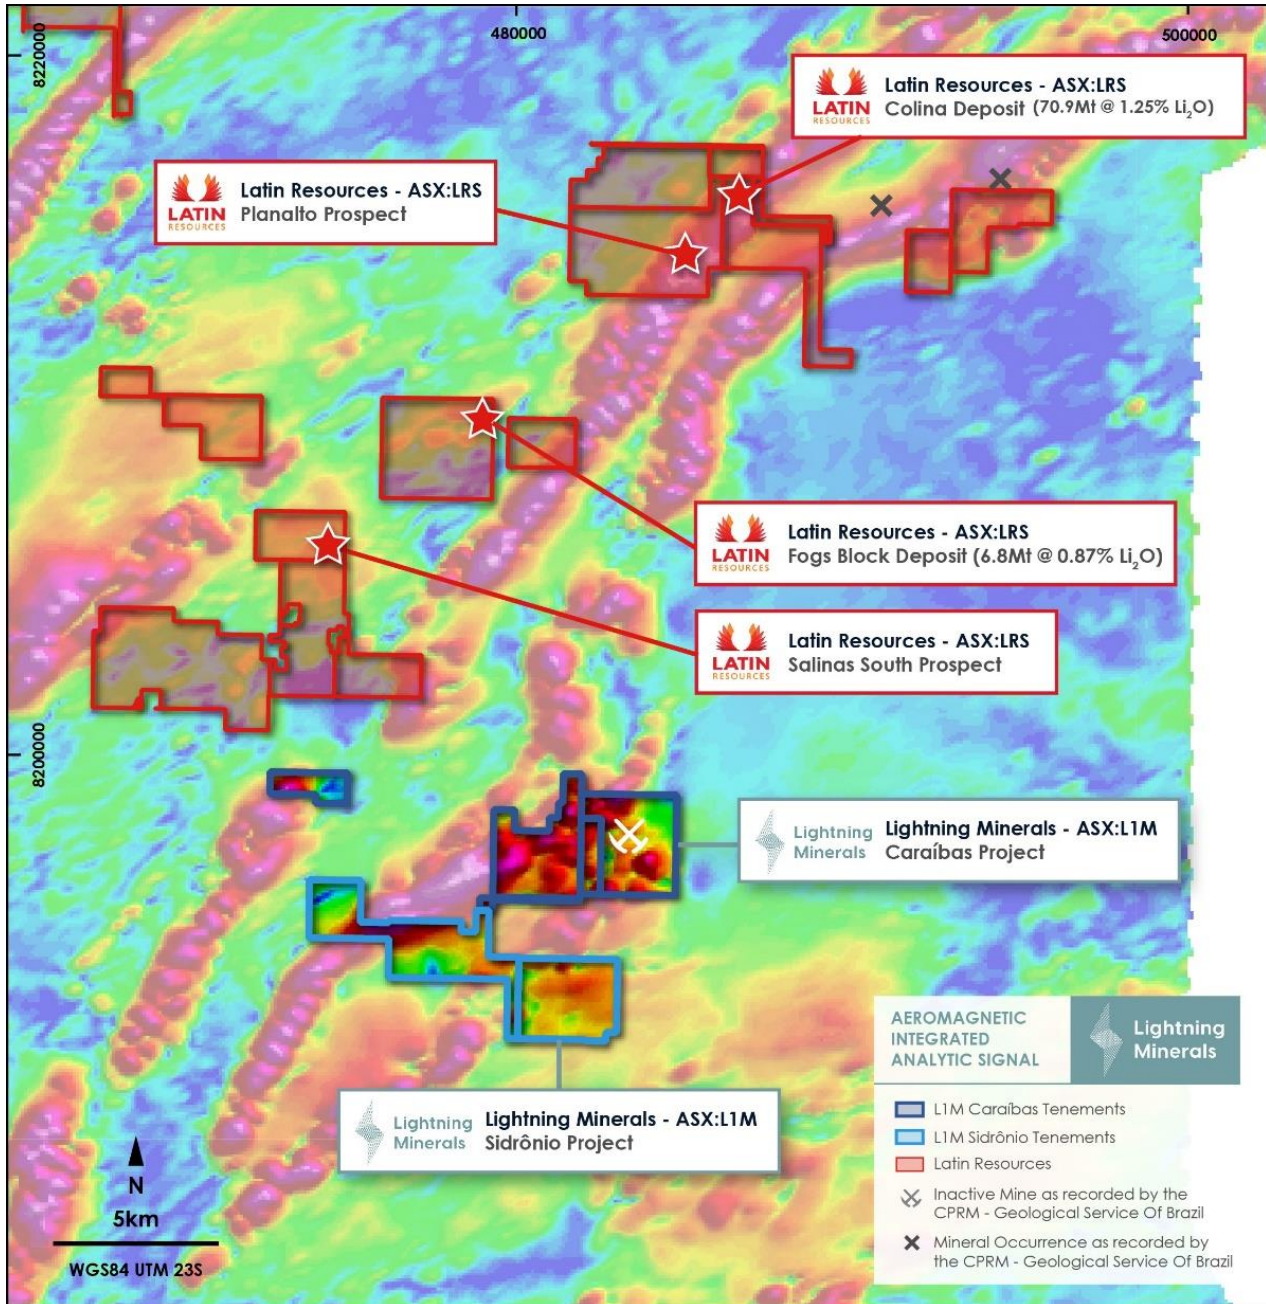 480000
500000
8220000
LATIN
RESOURCES
Latin Resources - ASX:LRS
Colina Deposit (70.9Mt @ 1.25% Li₂O)
LATIN
RESOURCES
Latin Resources - ASX:LRS
Planalto Prospect
LATIN
RESOURCES
Latin Resources - ASX:LRS
Fogs Block Deposit (6.8Mt @ 0.87% Li₂O)
LATIN
RESOURCES
Latin Resources - ASX:LRS
Salinas South Prospect
8200000
Lightning
Minerals
Lightning Minerals - ASX:L1M
Caraíbas Project
Lightning
Minerals
Lightning Minerals - ASX:L1M
Sidrônio Project
N
5km
WGS84 UTM 23S
AEROMAGNETIC
INTEGRATED
ANALYTIC SIGNAL
Lightning
Minerals
L1M Caraíbas Tenements
L1M Sidrônio Tenements
Latin Resources
Inactive Mine as recorded by the
CPRM - Geological Service Of Brazil
Mineral Occurrence as recorded by
the CPRM - Geological Service Of Brazil